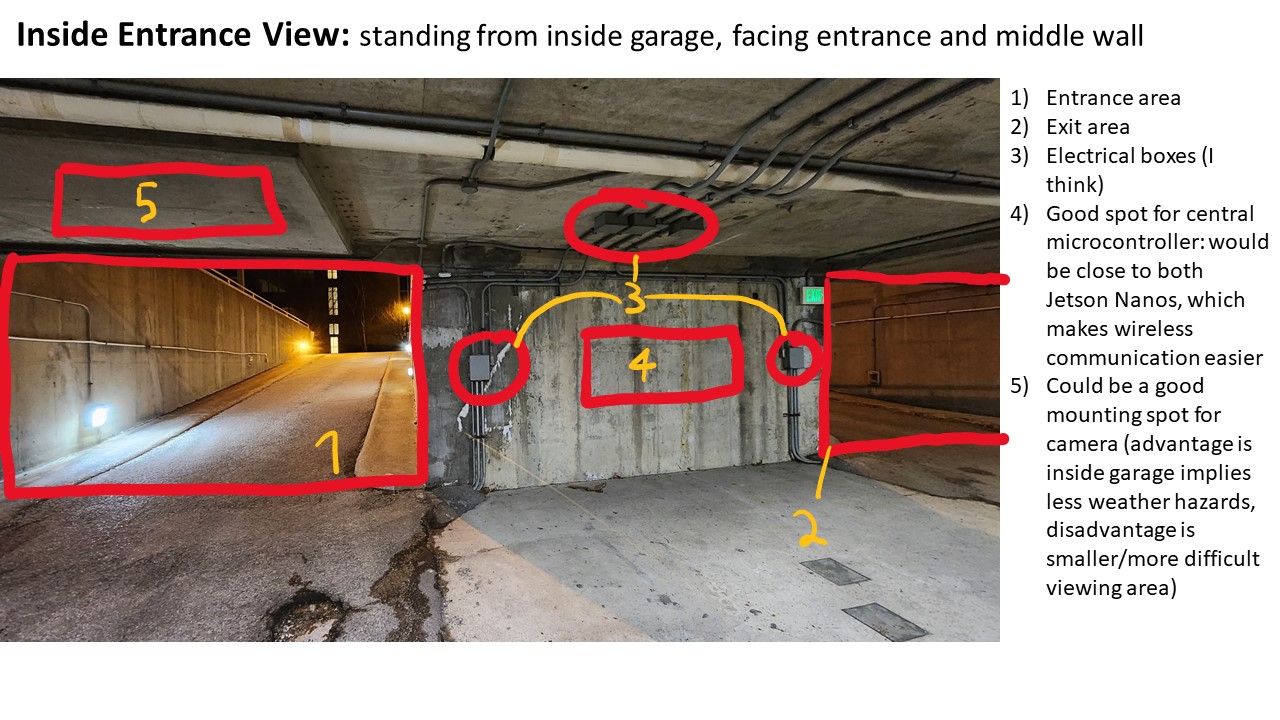 Inside Entrance View: standing from inside garage, facing entrance and middle wall
1) Entrance area
2) Exit area
3) Electrical boxes (I
think)
4) Good spot for central
microcontroller: would
be close to both
Jetson Nanos, which
makes wireless
communication easier
5) Could be a good
mounting spot for
camera (advantage is
inside garage implies
less weather hazards,
disadvantage is
smaller/more difficult
viewing area)
5
EXIT
3
4
1
2